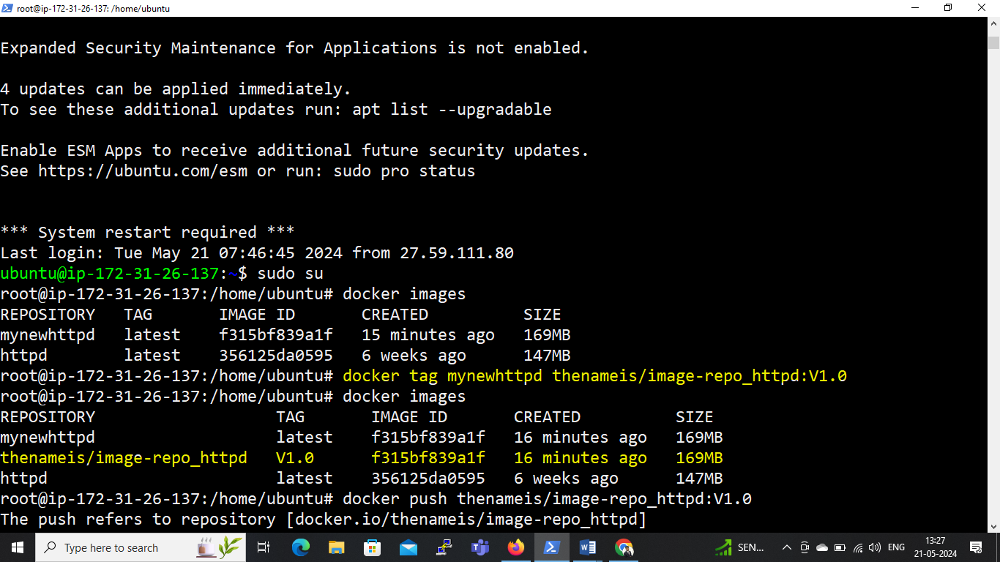 root@ip-172-31-26-137: /home/ubuntu
Expanded Security Maintenance for Applications is not enabled.
4 updates can be applied immediately.
To see these additional updates run: apt list --upgradable
Enable ESM Apps to receive additional future security updates.
See https://ubuntu.com/esm or run: sudo pro status
*** System restart required ***
Last login: Tue May 21 07:46:45 2024 from 27.59.111.80
ubuntu@ip-172-31-26-137:~$ sudo su
root@ip-172-31-26-137:/home/ubuntu# docker images
REPOSITORY   TAG       IMAGE ID       CREATED          SIZE
mynewhttpd   latest    f315bf839a1f   15 minutes ago   169MB
httpd        latest    356125da0595   6 weeks ago      147MB
root@ip-172-31-26-137:/home/ubuntu# docker tag mynewhttpd thenameis/image-repo_httpd:V1.0
root@ip-172-31-26-137:/home/ubuntu# docker images
REPOSITORY                   TAG       IMAGE ID       CREATED          SIZE
mynewhttpd                   latest    f315bf839a1f   16 minutes ago   169MB
thenameis/image-repo_httpd   V1.0      f315bf839a1f   16 minutes ago   169MB
httpd                        latest    356125da0595   6 weeks ago      147MB
root@ip-172-31-26-137:/home/ubuntu# docker push thenameis/image-repo_httpd:V1.0
The push refers to repository [docker.io/thenameis/image-repo_httpd]
Type here to search
SEN...
ENG
13:27
21-05-2024